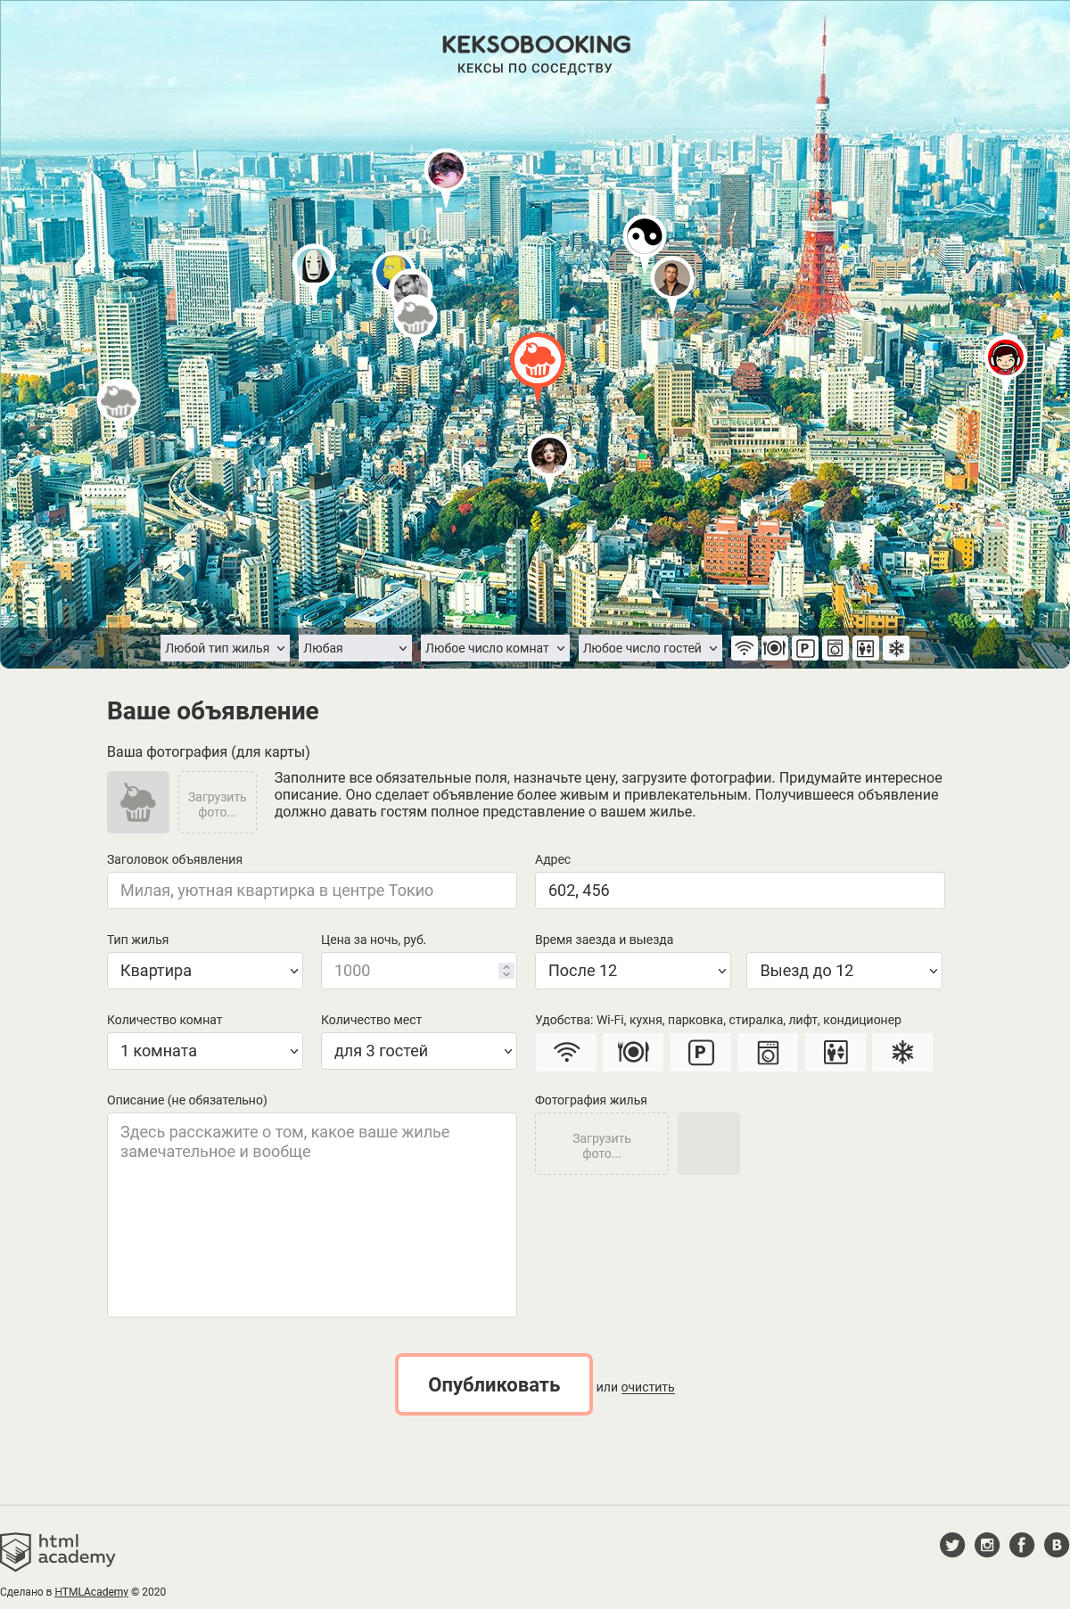 KEKSOBOOKING
КЕКСЫ ПО СОСЕДСТВУ
Любой тип жилья
Любая
Любое число комнат
Любое число гостей
P
Ваше объявление
Ваша фотография (для карты)
Загрузить
фото...
Заполните все обязательные поля, назначьте цену, загрузите фотографии. Придумайте интересное
описание. Оно сделает объявление более живым и привлекательным. Получившееся объявление
должно давать гостям полное представление о вашем жилье.
Заголовок объявления
Адрес
Милая, уютная квартирка в центре Токио
602, 456
Тип жилья
Цена за ночь, руб.
Время заезда и выезда
Квартира
1000
После 12
Выезд до 12
Количество комнат
Количество мест
Удобства: Wi-Fi, кухня, парковка, стиралка, лифт, кондиционер
1 комната
для 3 гостей
P
Описание (не обязательно)
Фотография жилья
Здесь расскажите о том, какое ваше жилье
замечательное и вообще
Загрузить
фото...
Опубликовать
или очистить
html
academy
Сделано в HTMLAcademy © 2020